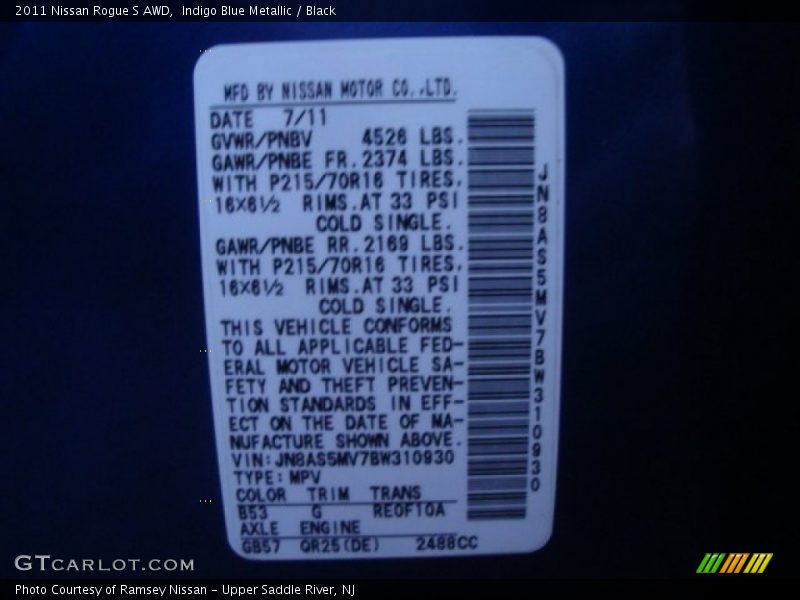 2011 Nissan Rogue S AWD,  Indigo Blue Metallic / Black
MFD BY NISSAN MOTOR CO.,LTD.
DATE 7/11
GVWR/PNBV 4526 LBS.
GAWR/PNBE FR. 2374 LBS.
WITH P215/70R16 TIRES,
16X6½ RIMS.AT 33 PSI
COLD SINGLE.
GAWR/PNBE RR. 2169 LBS.
WITH P215/70R16 TIRES,
16X6½ RIMS.AT 33 PSI
COLD SINGLE.
THIS VEHICLE CONFORMS
TO ALL APPLICABLE FED-
ERAL MOTOR VEHICLE SA-
FETY AND THEFT PREVEN-
TION STANDARDS IN EFF-
ECT ON THE DATE OF MA-
NUFACTURE SHOWN ABOVE.
VIN:JN8AS5MV7BW310930
TYPE:MPV
COLOR TRIM TRANS
B53 G RE0F10A
AXLE ENGINE
GB57 QR25(DE) 2488CC
JN8AS5MV7BW310930
GTCARLOT.COM
Photo Courtesy of Ramsey Nissan - Upper Saddle River, NJ